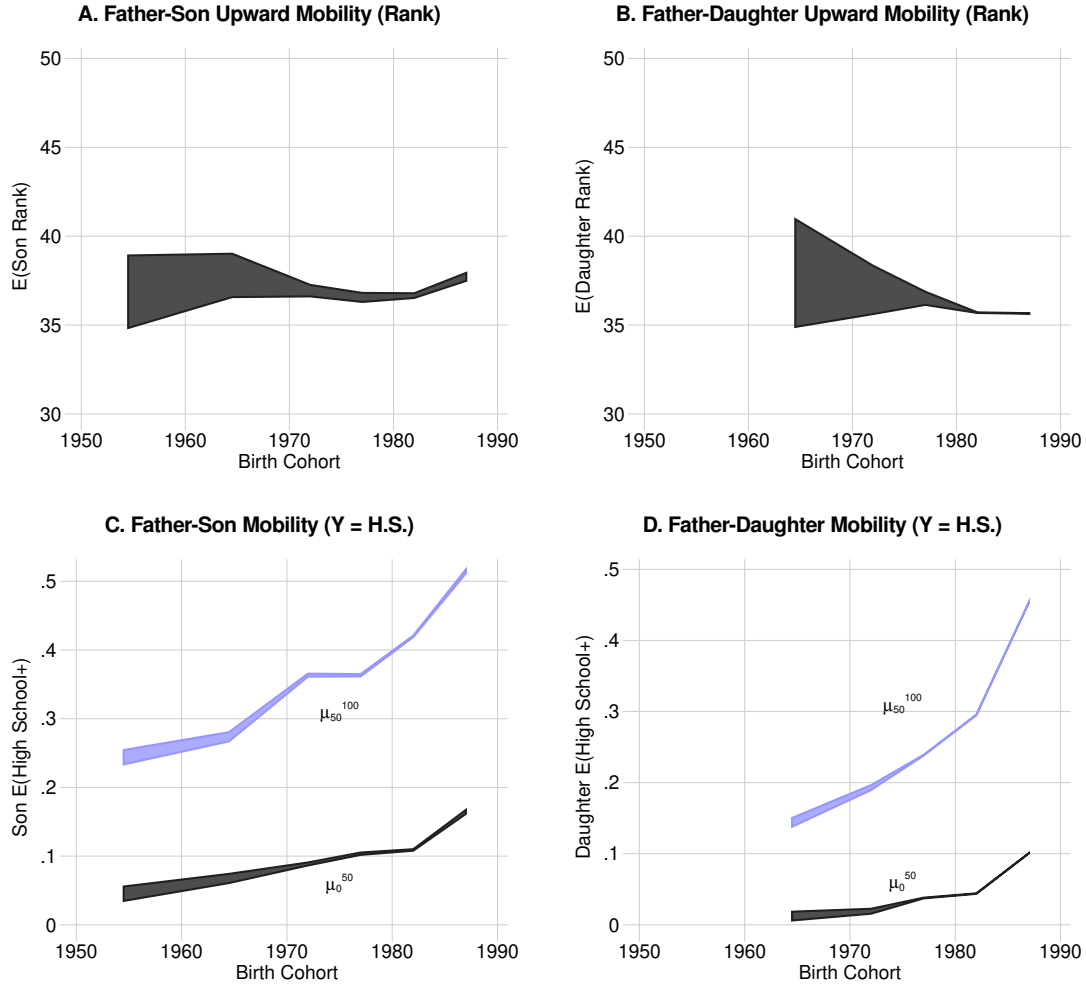 A. Father-Son Upward Mobility (Rank)
E(Son Rank)
50
45
40
35
30
1950 1960 1970 1980 1990
Birth Cohort
B. Father-Daughter Upward Mobility (Rank)
E(Daughter Rank)
50
45
40
35
30
1950 1960 1970 1980 1990
Birth Cohort
C. Father-Son Mobility (Y = H.S.)
Son E(High School+)
.5
.4
.3
.2
.1
0
μ₅₀¹⁰⁰
μ₀⁵⁰
1950 1960 1970 1980 1990
Birth Cohort
D. Father-Daughter Mobility (Y = H.S.)
Daughter E(High School+)
.5
.4
.3
.2
.1
0
μ₅₀¹⁰⁰
μ₀⁵⁰
1950 1960 1970 1980 1990
Birth Cohort